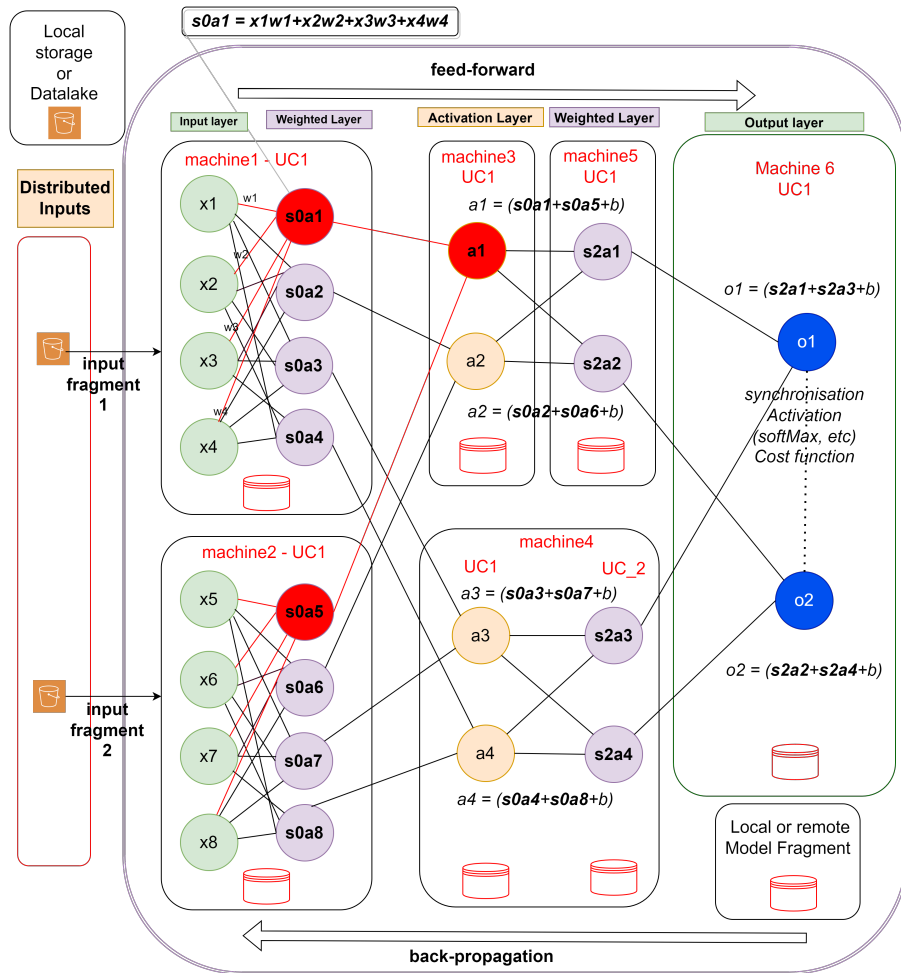 s0a1 = x1w1+x2w2+x3w3+x4w4
Local
storage
or
Datalake
feed-forward
Input layer
Weighted Layer
Activation Layer
Weighted Layer
Output layer
Distributed
Inputs
machine1 - UC1
x1
x2
x3
x4
w1
w2
w3
w4
s0a1
s0a2
s0a3
s0a4
input
fragment
1
machine2 - UC1
x5
x6
x7
x8
s0a5
s0a6
s0a7
s0a8
input
fragment
2
machine3
UC1
a1 = (s0a1+s0a5+b)
a1
a2
a2 = (s0a2+s0a6+b)
machine5
UC1
s2a1
s2a2
machine4
UC1
UC_2
a3 = (s0a3+s0a7+b)
a3
s2a3
a4
s2a4
a4 = (s0a4+s0a8+b)
Machine 6
UC1
o1 = (s2a1+s2a3+b)
o1
synchronisation
Activation
(softMax, etc)
Cost function
o2
o2 = (s2a2+s2a4+b)
Local or remote
Model Fragment
back-propagation